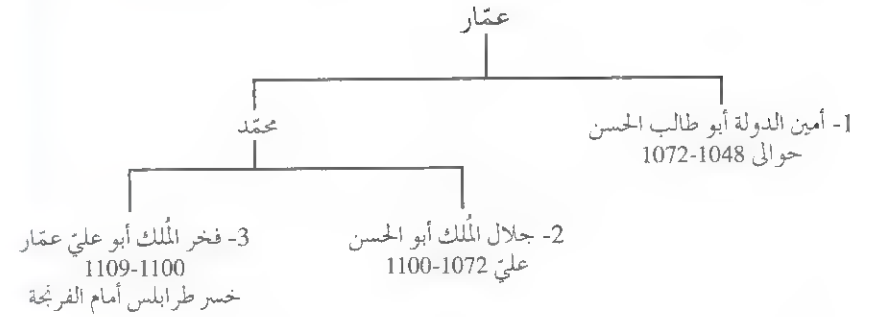 عمّار
1- أمين الدولة أبو طالب الحسن
حوالى 1048-1072
محمّد
2- جلال المُلك أبو الحسن
عليّ 1072-1100
3- فخر المُلك أبو عليّ عمّار
1100-1109
خسر طرابلس أمام الفرنجة